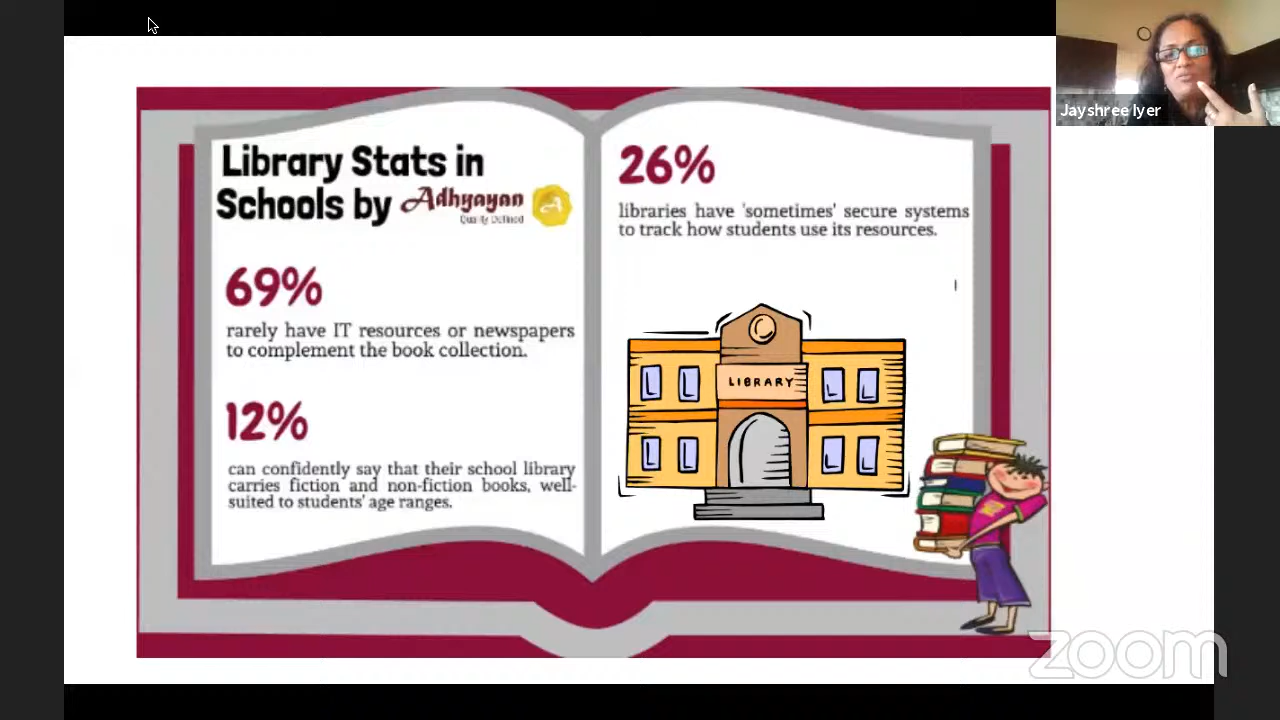 Library Stats in
Schools by Adhyayan
Quality Defined
A
69%
rarely have IT resources or newspapers
to complement the book collection.
12%
can confidently say that their school library
carries fiction and non-fiction books, well-
suited to students' age ranges.
26%
libraries have 'sometimes' secure systems
to track how students use its resources.
LIBRARY
Jayshree Iyer
zoom